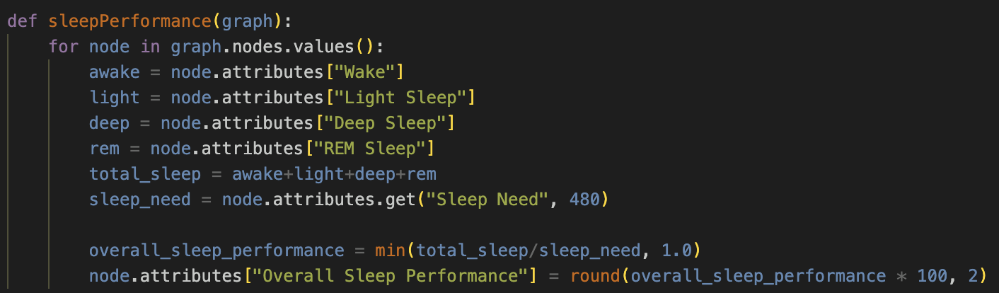 def sleepPerformance(graph):
    for node in graph.nodes.values():
        awake = node.attributes["Wake"]
        light = node.attributes["Light Sleep"]
        deep = node.attributes["Deep Sleep"]
        rem = node.attributes["REM Sleep"]
        total_sleep = awake+light+deep+rem
        sleep_need = node.attributes.get("Sleep Need", 480)

        overall_sleep_performance = min(total_sleep/sleep_need, 1.0)
        node.attributes["Overall Sleep Performance"] = round(overall_sleep_performance * 100, 2)